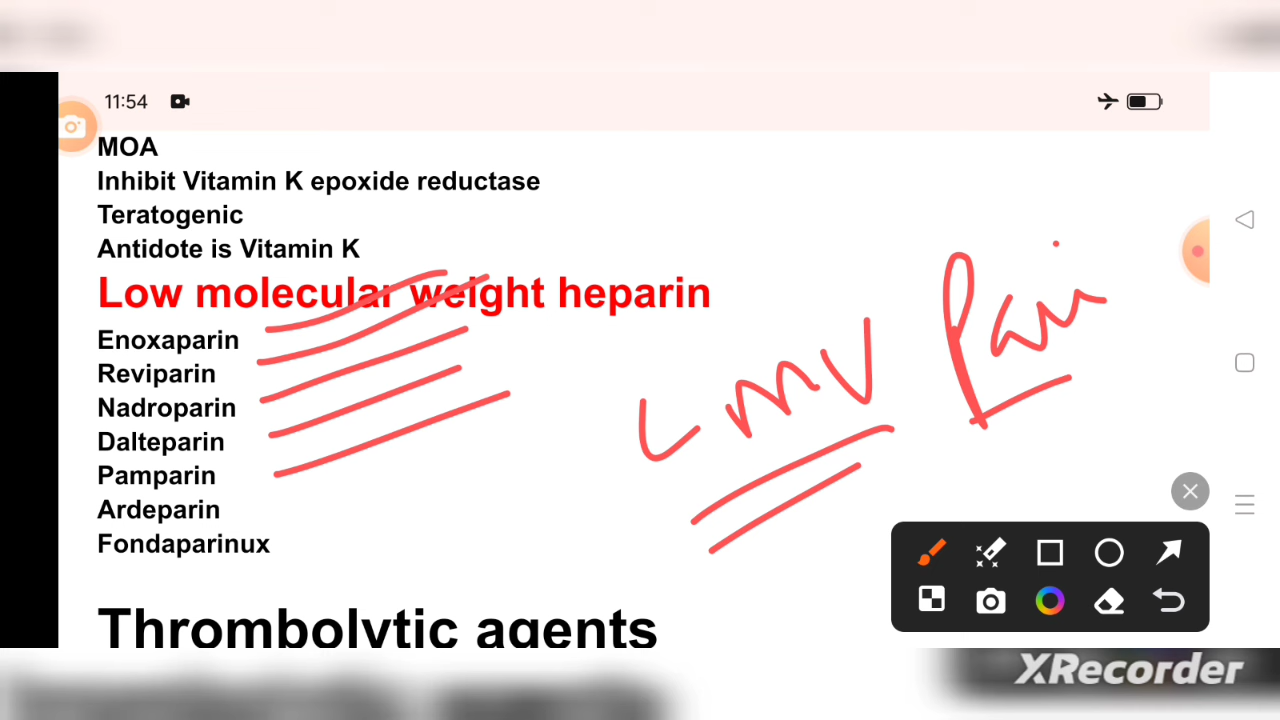 11:54
MOA
Inhibit Vitamin K epoxide reductase
Teratogenic
Antidote is Vitamin K
Low molecular weight heparin
Enoxaparin
Reviparin
Nadroparin
Dalteparin
Pamparin
Ardeparin
Fondaparinux
LMV
Thrombolytic agents
XRecorder